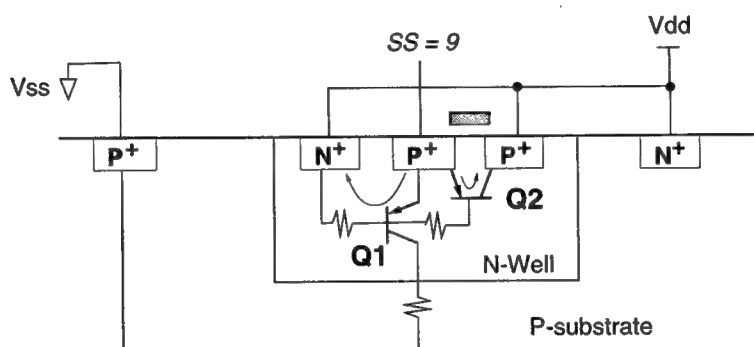 Vdd
SS = 9
Vss
P+ N+ P+ P+ N+
Q2
Q1
N-Well
P-substrate